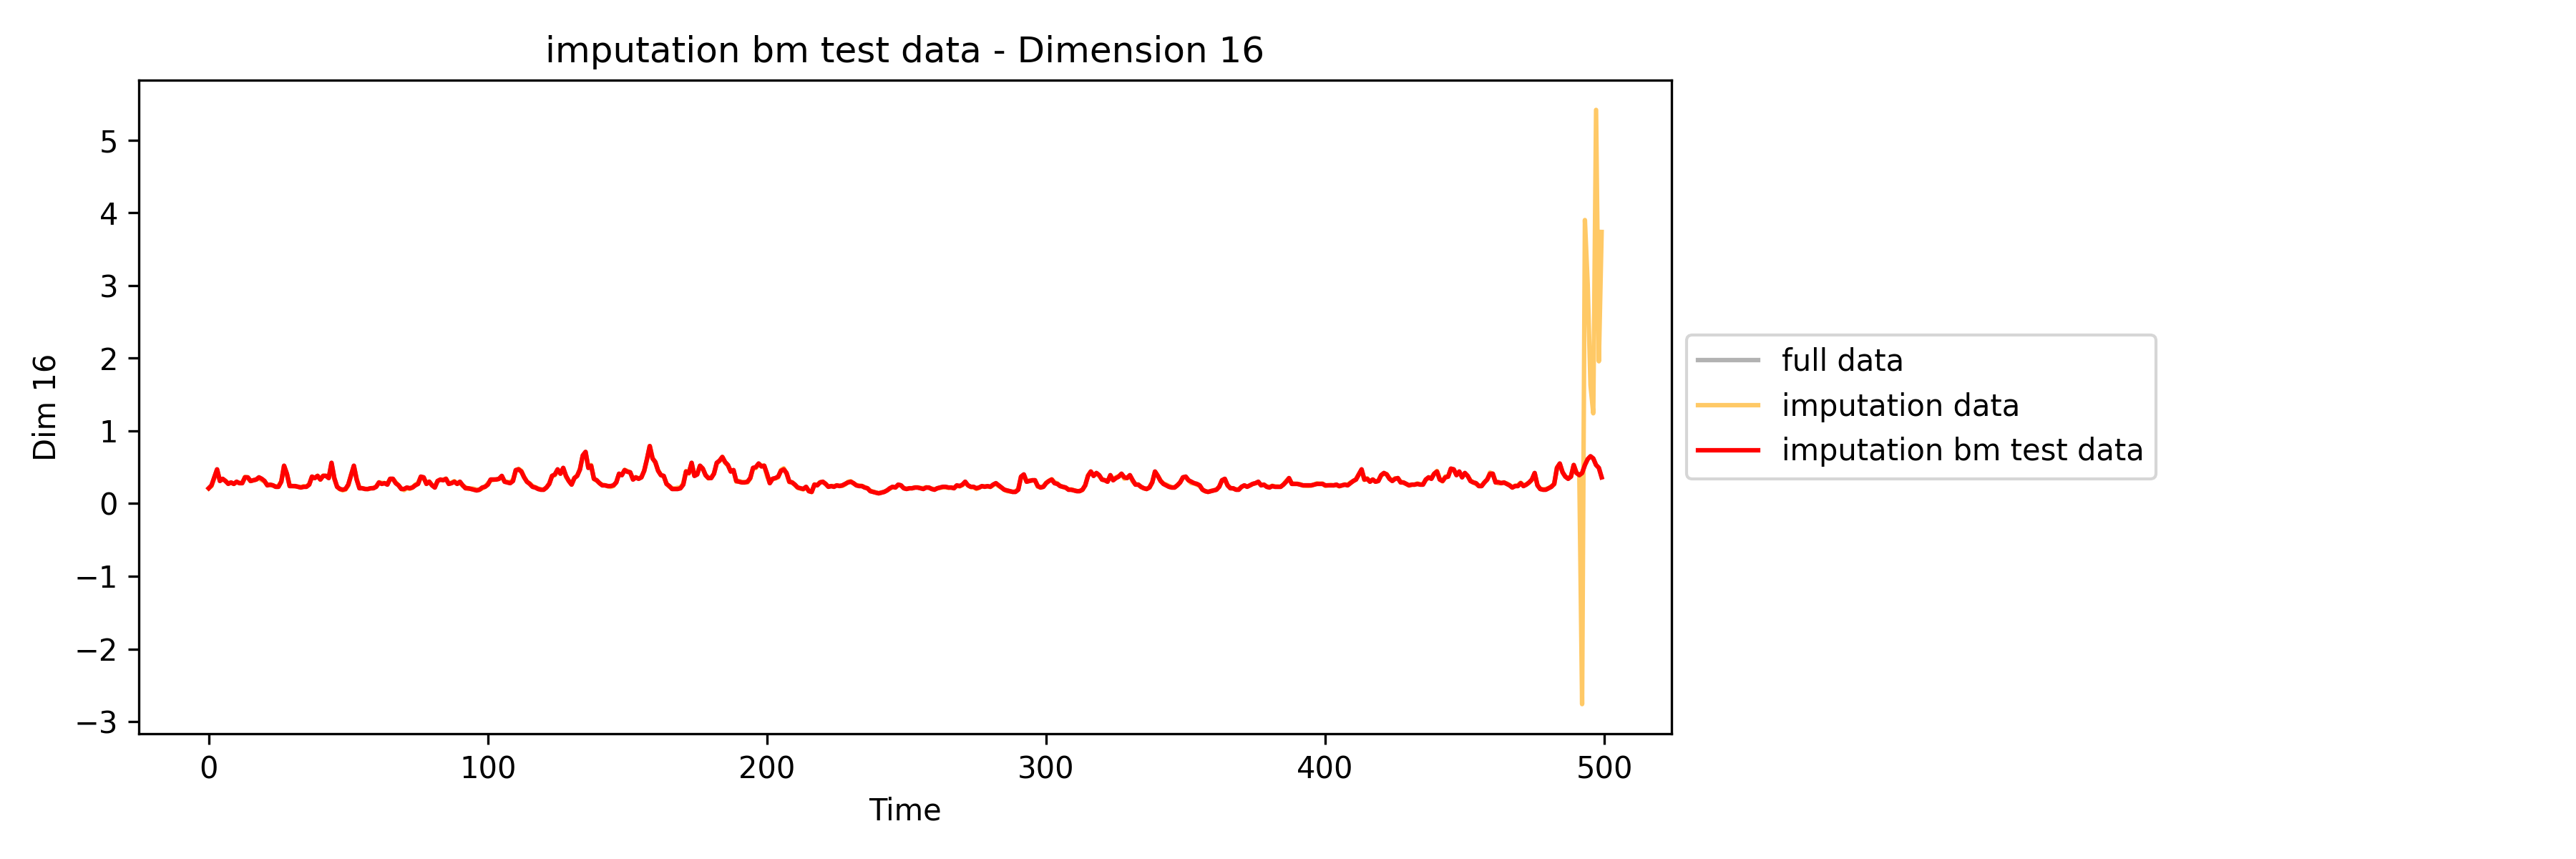 imputation bm test data - Dimension 16
5
4
3
2
1
0
−1
−2
−3
Dim 16
0 100 200 300 400 500
Time
full data
imputation data
imputation bm test data